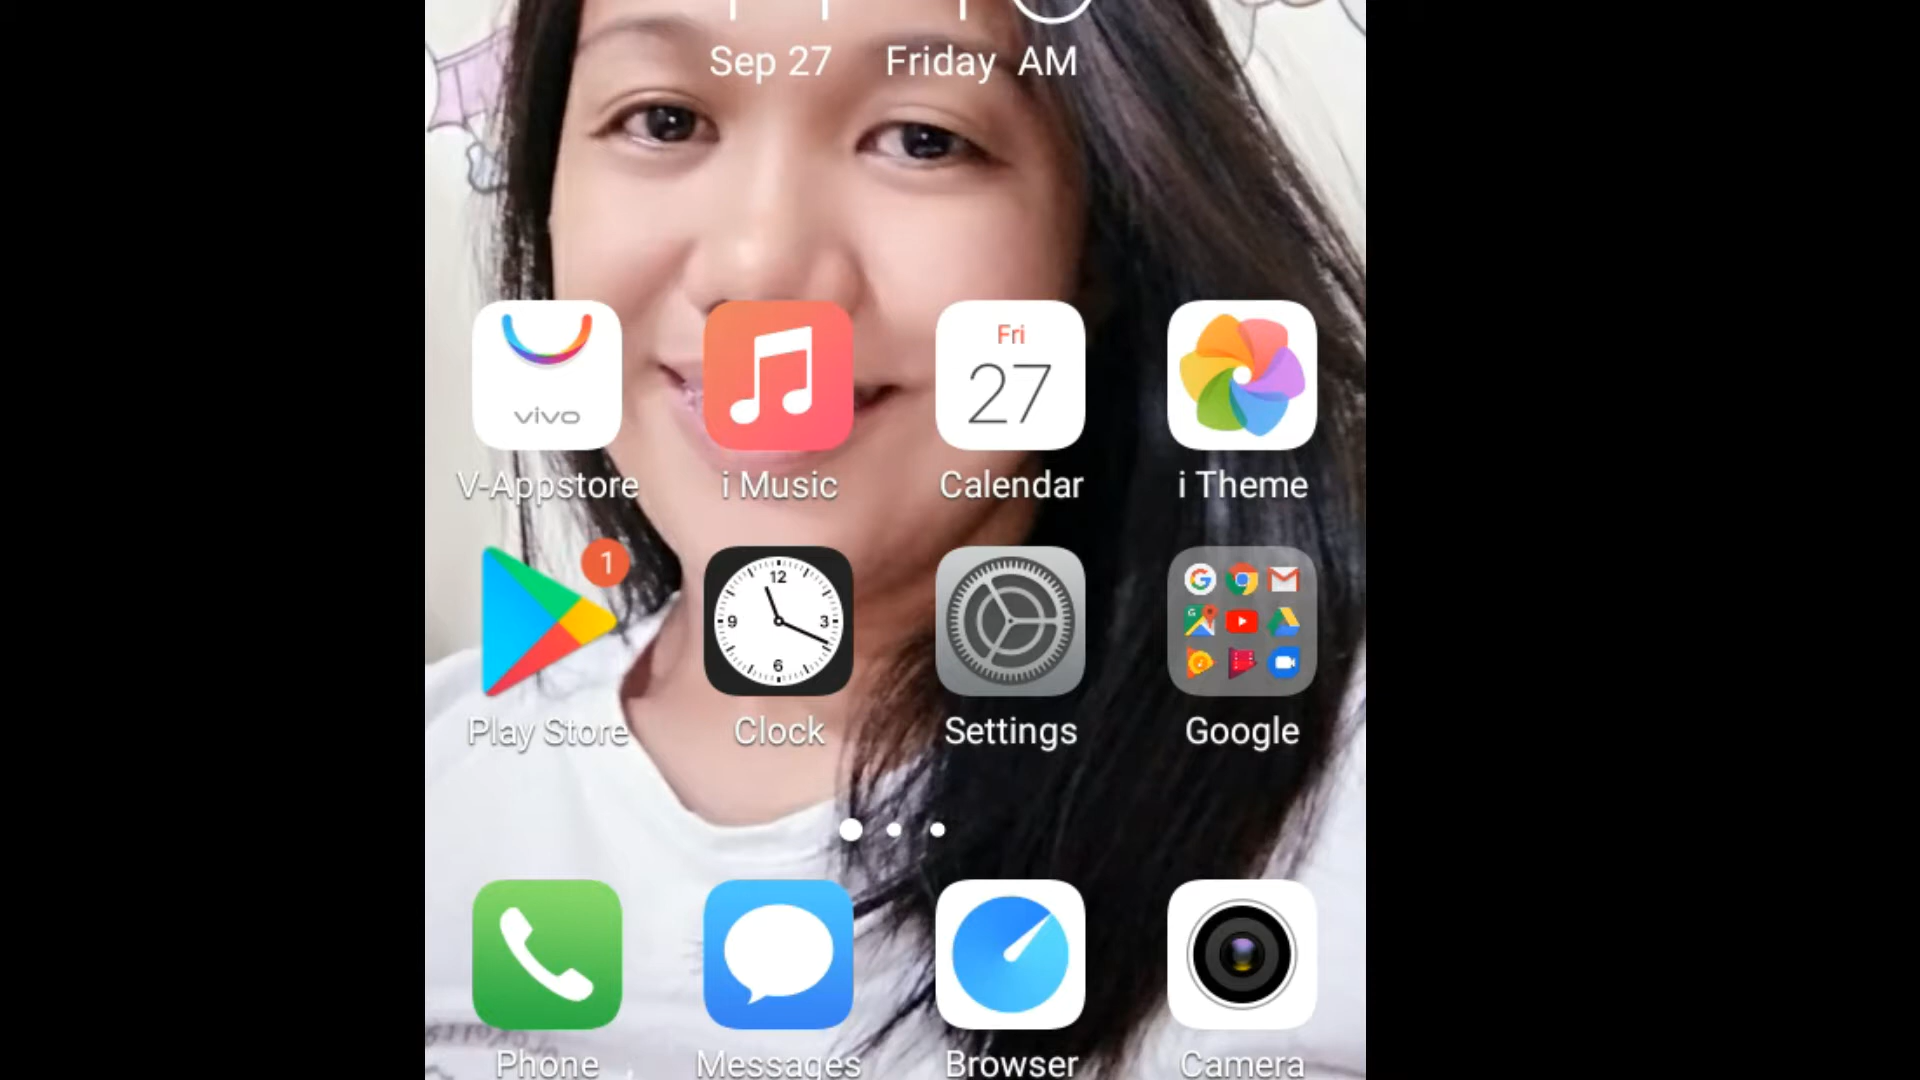 Sep 27 Friday AM
Fri
27
vivo
V-Appstore
i Music
Calendar
i Theme
1
12
9
3
6
G
Play Store
Clock
Settings
Google
Phone
Messages
Browser
Camera